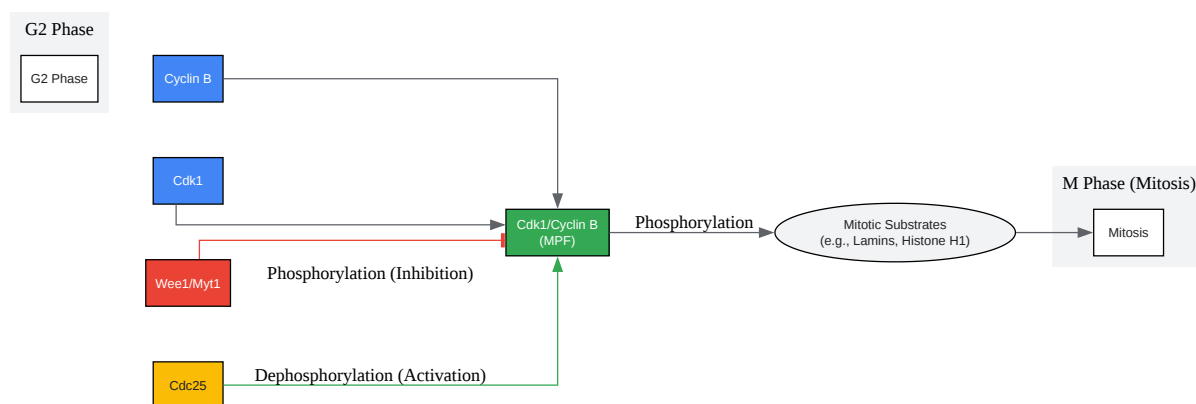 G2 Phase
G2 Phase
Cyclin B
Cdk1
M Phase (Mitosis)
Cdk1/Cyclin B
(MPF)
Phosphorylation
Mitotic Substrates
(e.g., Lamins, Histone H1)
Mitosis
Wee1/Myt1
Phosphorylation (Inhibition)
Cdc25
Dephosphorylation (Activation)